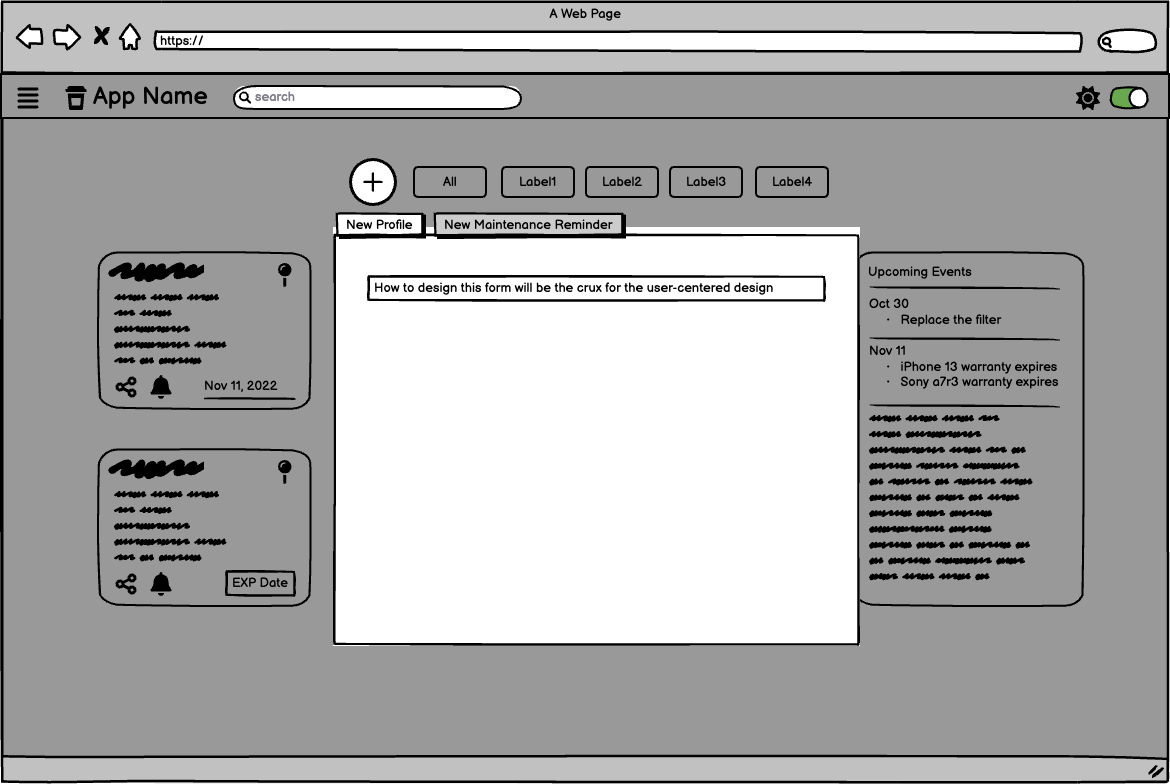 A Web Page
https://
App Name
search
All
Label1
Label2
Label3
Label4
New Profile
New Maintenance Reminder
How to design this form will be the crux for the user-centered design
Nov 11, 2022
EXP Date
Upcoming Events
Oct 30
· Replace the filter
Nov 11
· iPhone 13 warranty expires
· Sony a7r3 warranty expires